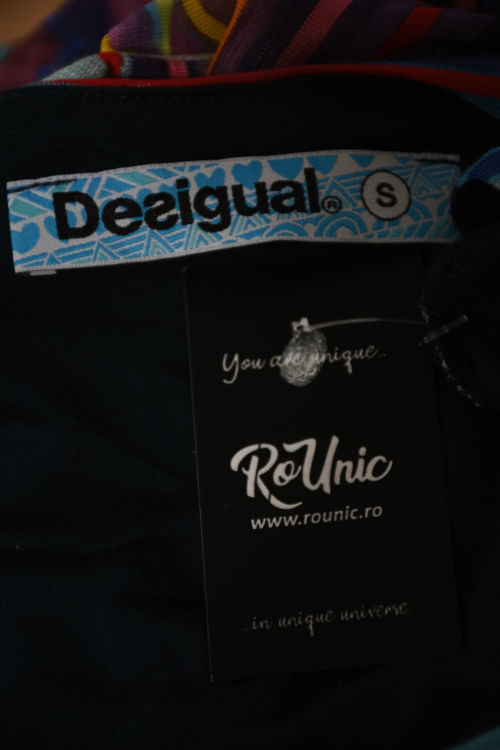 Desigual® S
You are unique...
RoUnic
www.rounic.ro
...in unique universe